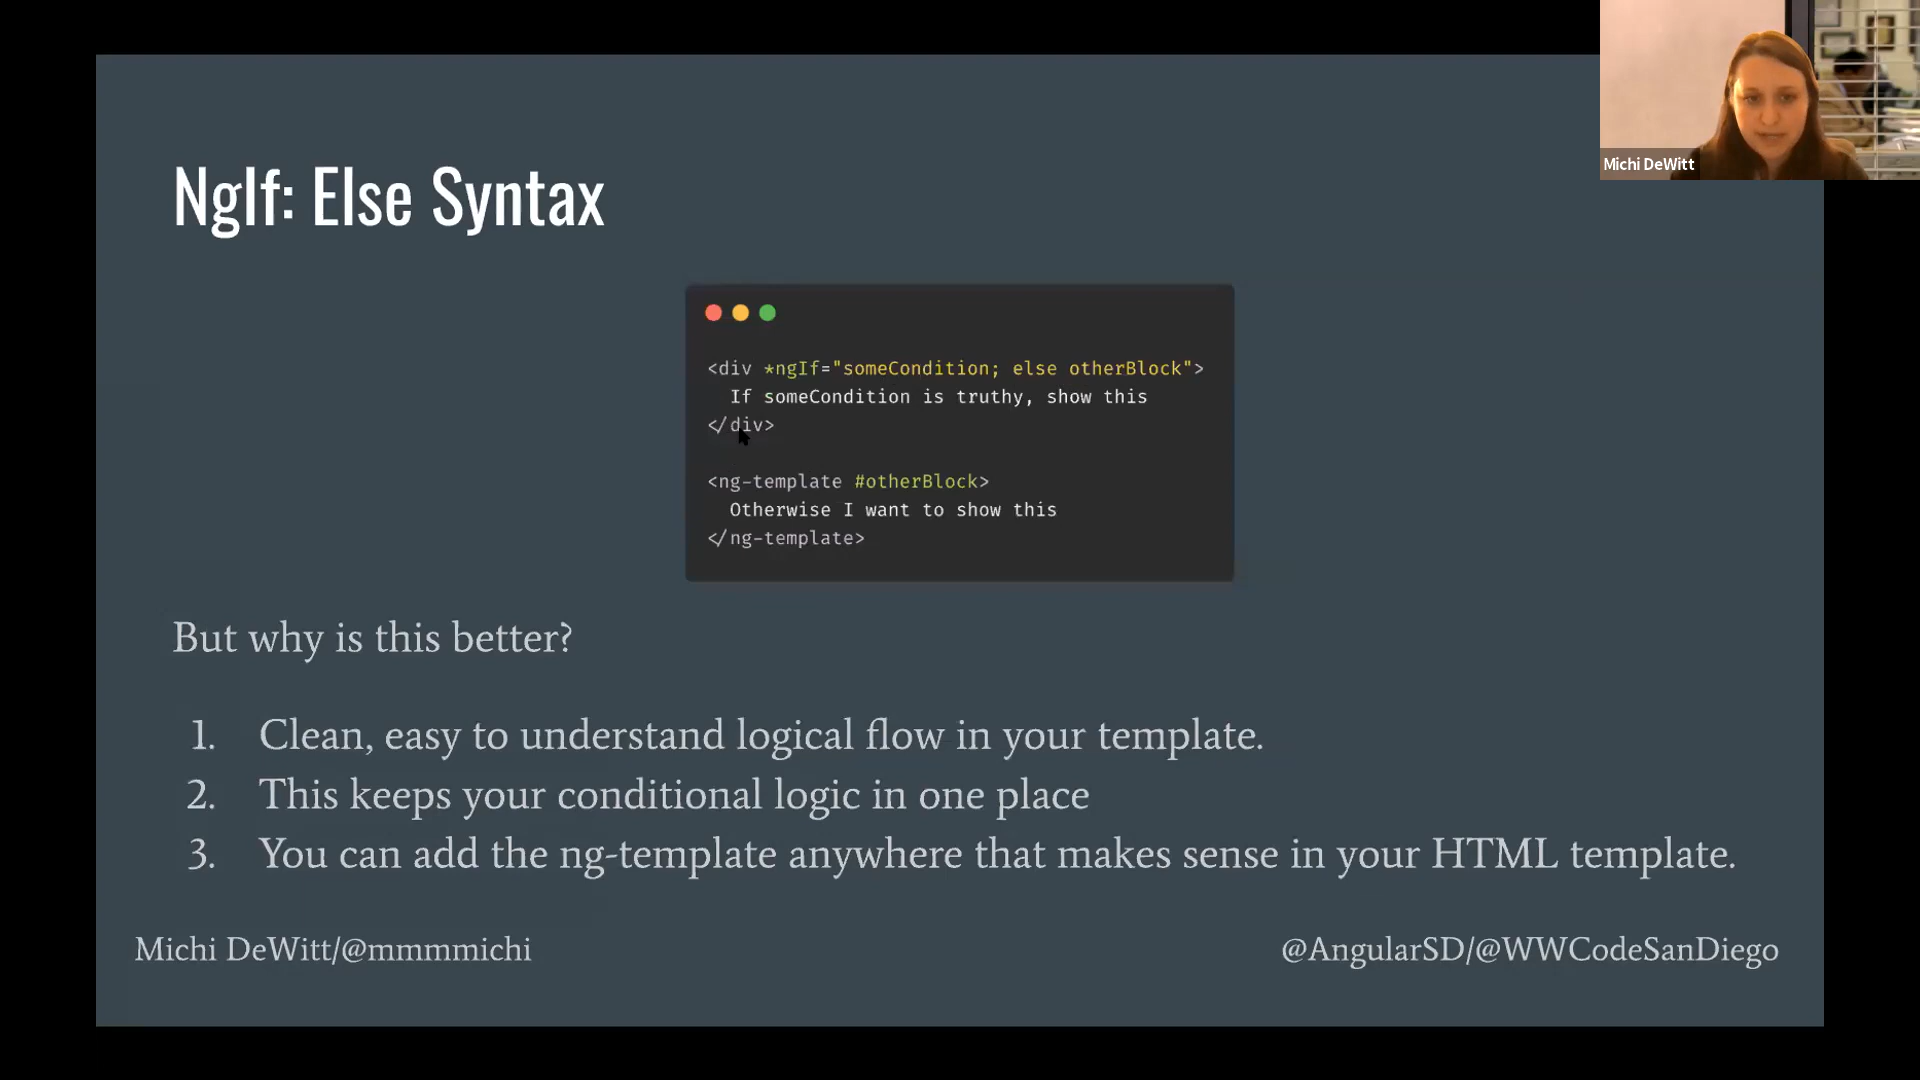 Michi DeWitt
NgIf: Else Syntax
<div *ngIf="someCondition; else otherBlock">
If someCondition is truthy, show this
</div>
<ng-template #otherBlock>
Otherwise I want to show this
</ng-template>
But why is this better?
1. Clean, easy to understand logical flow in your template.
2. This keeps your conditional logic in one place
3. You can add the ng-template anywhere that makes sense in your HTML template.
Michi DeWitt/@mmmmichi
@AngularSD/@WWCodeSanDiego